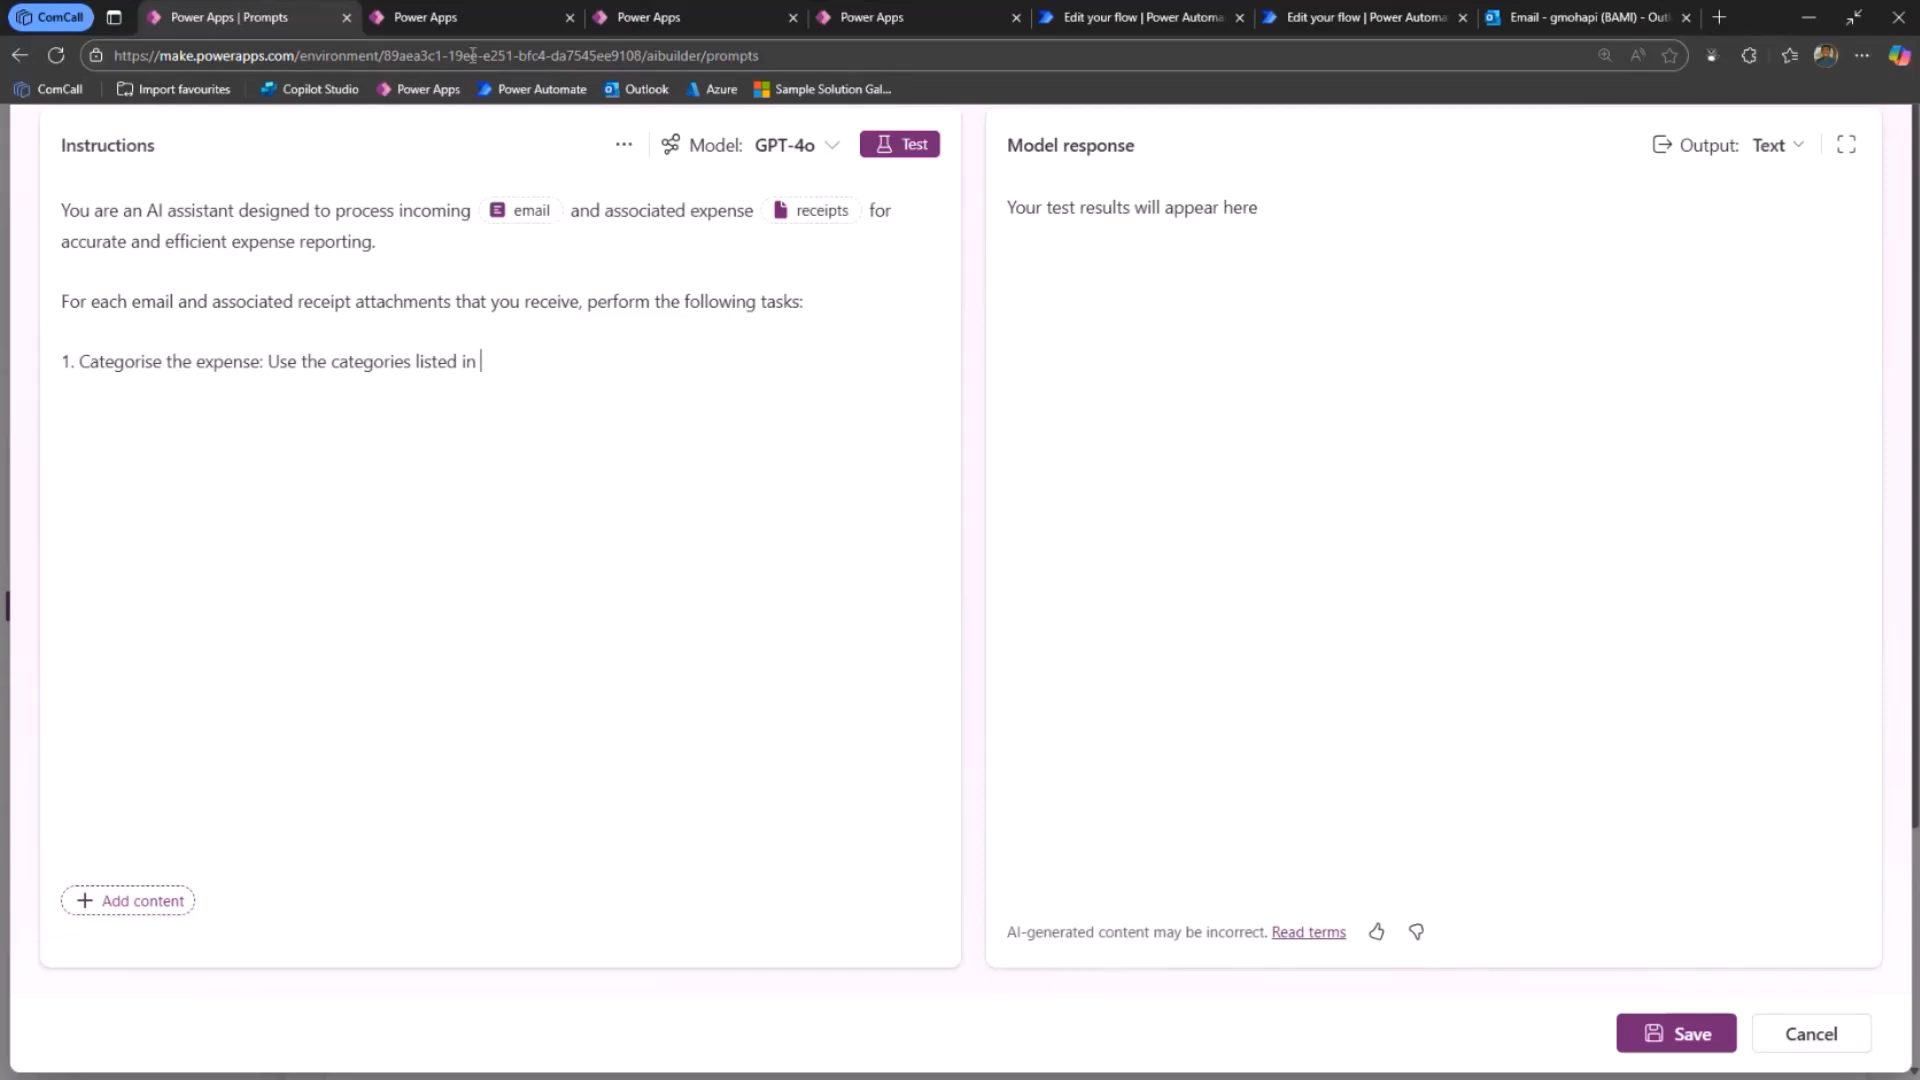 ComCall
Power Apps | Prompts
Power Apps
Power Apps
Power Apps
Edit your flow | Power Automa
Edit your flow | Power Automa
Email - gmohapi (BAMI) - Outl
https://make.powerapps.com/environment/89aea3c1-19ee-e251-bfc4-da7545ee9108/aibuilder/prompts
ComCall
Import favourites
Copilot Studio
Power Apps
Power Automate
Outlook
Azure
Sample Solution Gal...
Instructions
Model: GPT-4o
Test
You are an AI assistant designed to process incoming email and associated expense receipts for
accurate and efficient expense reporting.
For each email and associated receipt attachments that you receive, perform the following tasks:
1. Categorise the expense: Use the categories listed in
Add content
Model response
Output: Text
Your test results will appear here
AI-generated content may be incorrect. Read terms
Save
Cancel